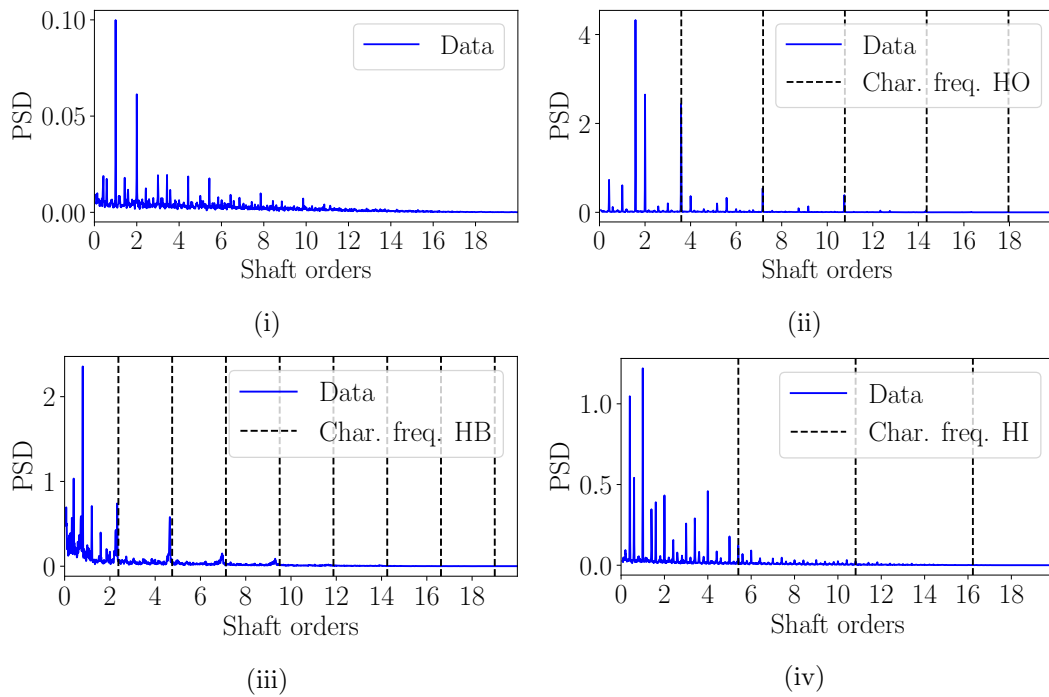 0.10
0.05
0.00
PSD
Data
0 2 4 6 8 10 12 14 16 18
Shaft orders
(i)
4
2
0
PSD
Data
Char. freq. HO
0 2 4 6 8 10 12 14 16 18
Shaft orders
(ii)
2
1
0
PSD
Data
Char. freq. HB
0 2 4 6 8 10 12 14 16 18
Shaft orders
(iii)
1.0
0.5
0.0
PSD
Data
Char. freq. HI
0 2 4 6 8 10 12 14 16 18
Shaft orders
(iv)